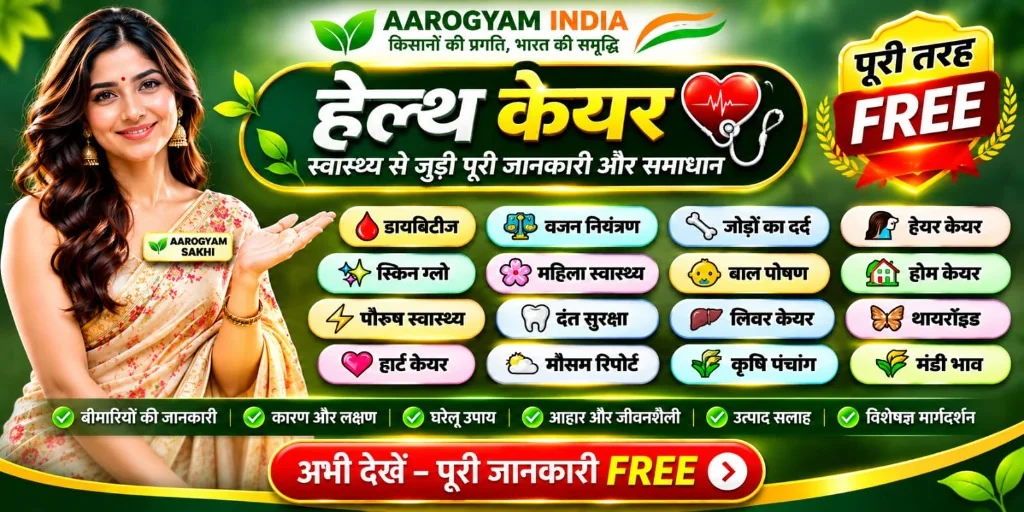 AAROGYAM INDIA
किसानों की प्रगति, भारत की समृद्धि
पूरी तरह
FREE
हेल्थ केयर
स्वास्थ्य से जुड़ी पूरी जानकारी और समाधान
AAROGYAM
SAKHI
डायबिटीज
वजन नियंत्रण
जोड़ों का दर्द
हेयर केयर
स्किन ग्लो
महिला स्वास्थ्य
बाल पोषण
होम केयर
पौरुष स्वास्थ्य
दंत सुरक्षा
लिवर केयर
थायरॉइड
हार्ट केयर
मौसम रिपोर्ट
कृषि पंचांग
मंडी भाव
बीमारियों की जानकारी | कारण और लक्षण | घरेलू उपाय | आहार और जीवनशैली | उत्पाद सलाह | विशेषज्ञ मार्गदर्शन
अभी देखें – पूरी जानकारी FREE